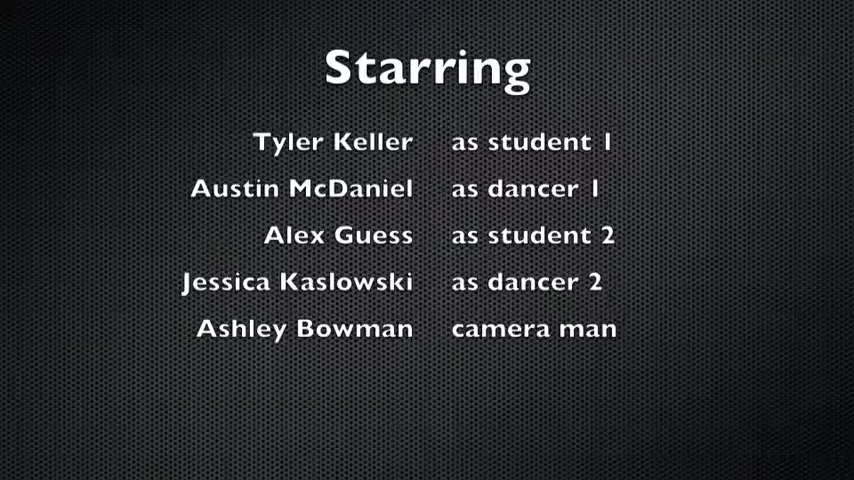 Starring
Tyler Keller as student 1
Austin McDaniel as dancer 1
Alex Guess as student 2
Jessica Kaslowski as dancer 2
Ashley Bowman camera man